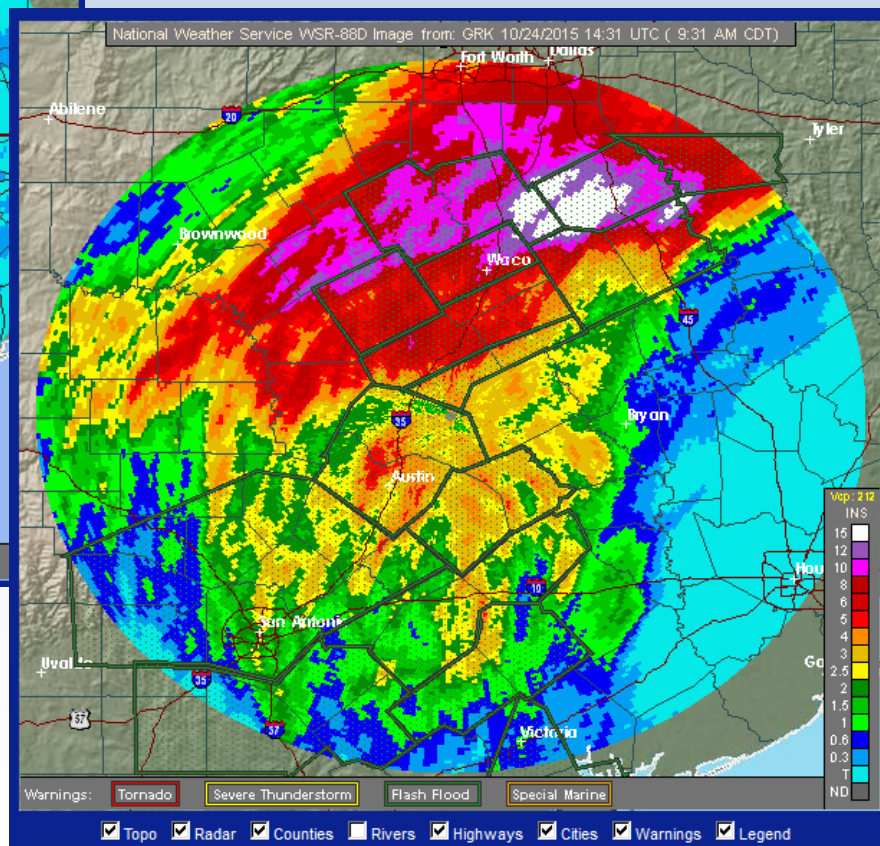 National Weather Service WSR-88D Image from: GRK 10/24/2015 14:31 UTC ( 9:31 AM CDT)
Fort Worth Dallas
Abilene
20
Tyler
Brownwood
Waco
45
35
Bryan
Austin
Vcp: 212
INS
15
12
10
8
6
5
4
3
2.5
2
1.5
1
0.6
0.3
T
ND
10
Hou
San Antoni
Uvalde
35
Ga
57
37
Victoria
Warnings: Tornado Severe Thunderstorm Flash Flood Special Marine
Topo Radar Counties Rivers Highways Cities Warnings Legend